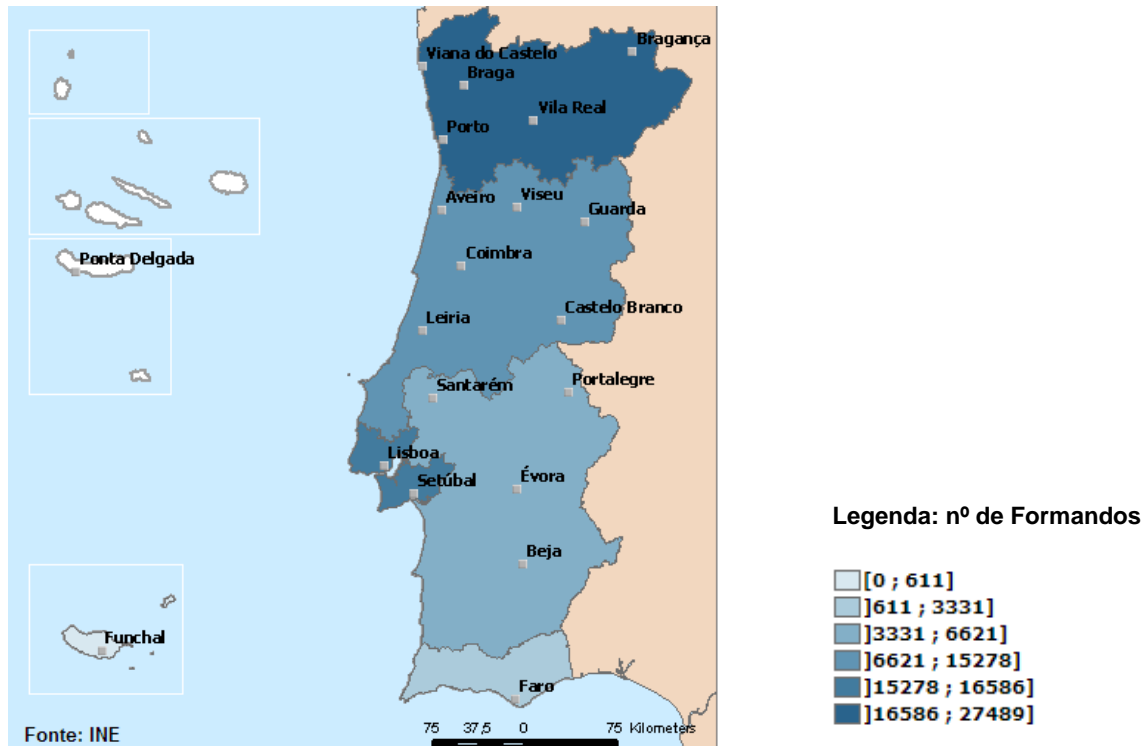 Bragança
Viana do Castelo
Braga
Vila Real
Porto
Aveiro
Viseu
Guarda
Coimbra
Ponta Delgada
Castelo Branco
Leiria
Santarém
Portalegre
Lisboa
Setúbal
Évora
Beja
Funchal
Faro
75 37,5 0 75 Kilometers
Fonte: INE
Legenda: nº de Formandos
[0 ; 611]
]611 ; 3331]
]3331 ; 6621]
]6621 ; 15278]
]15278 ; 16586]
]16586 ; 27489]